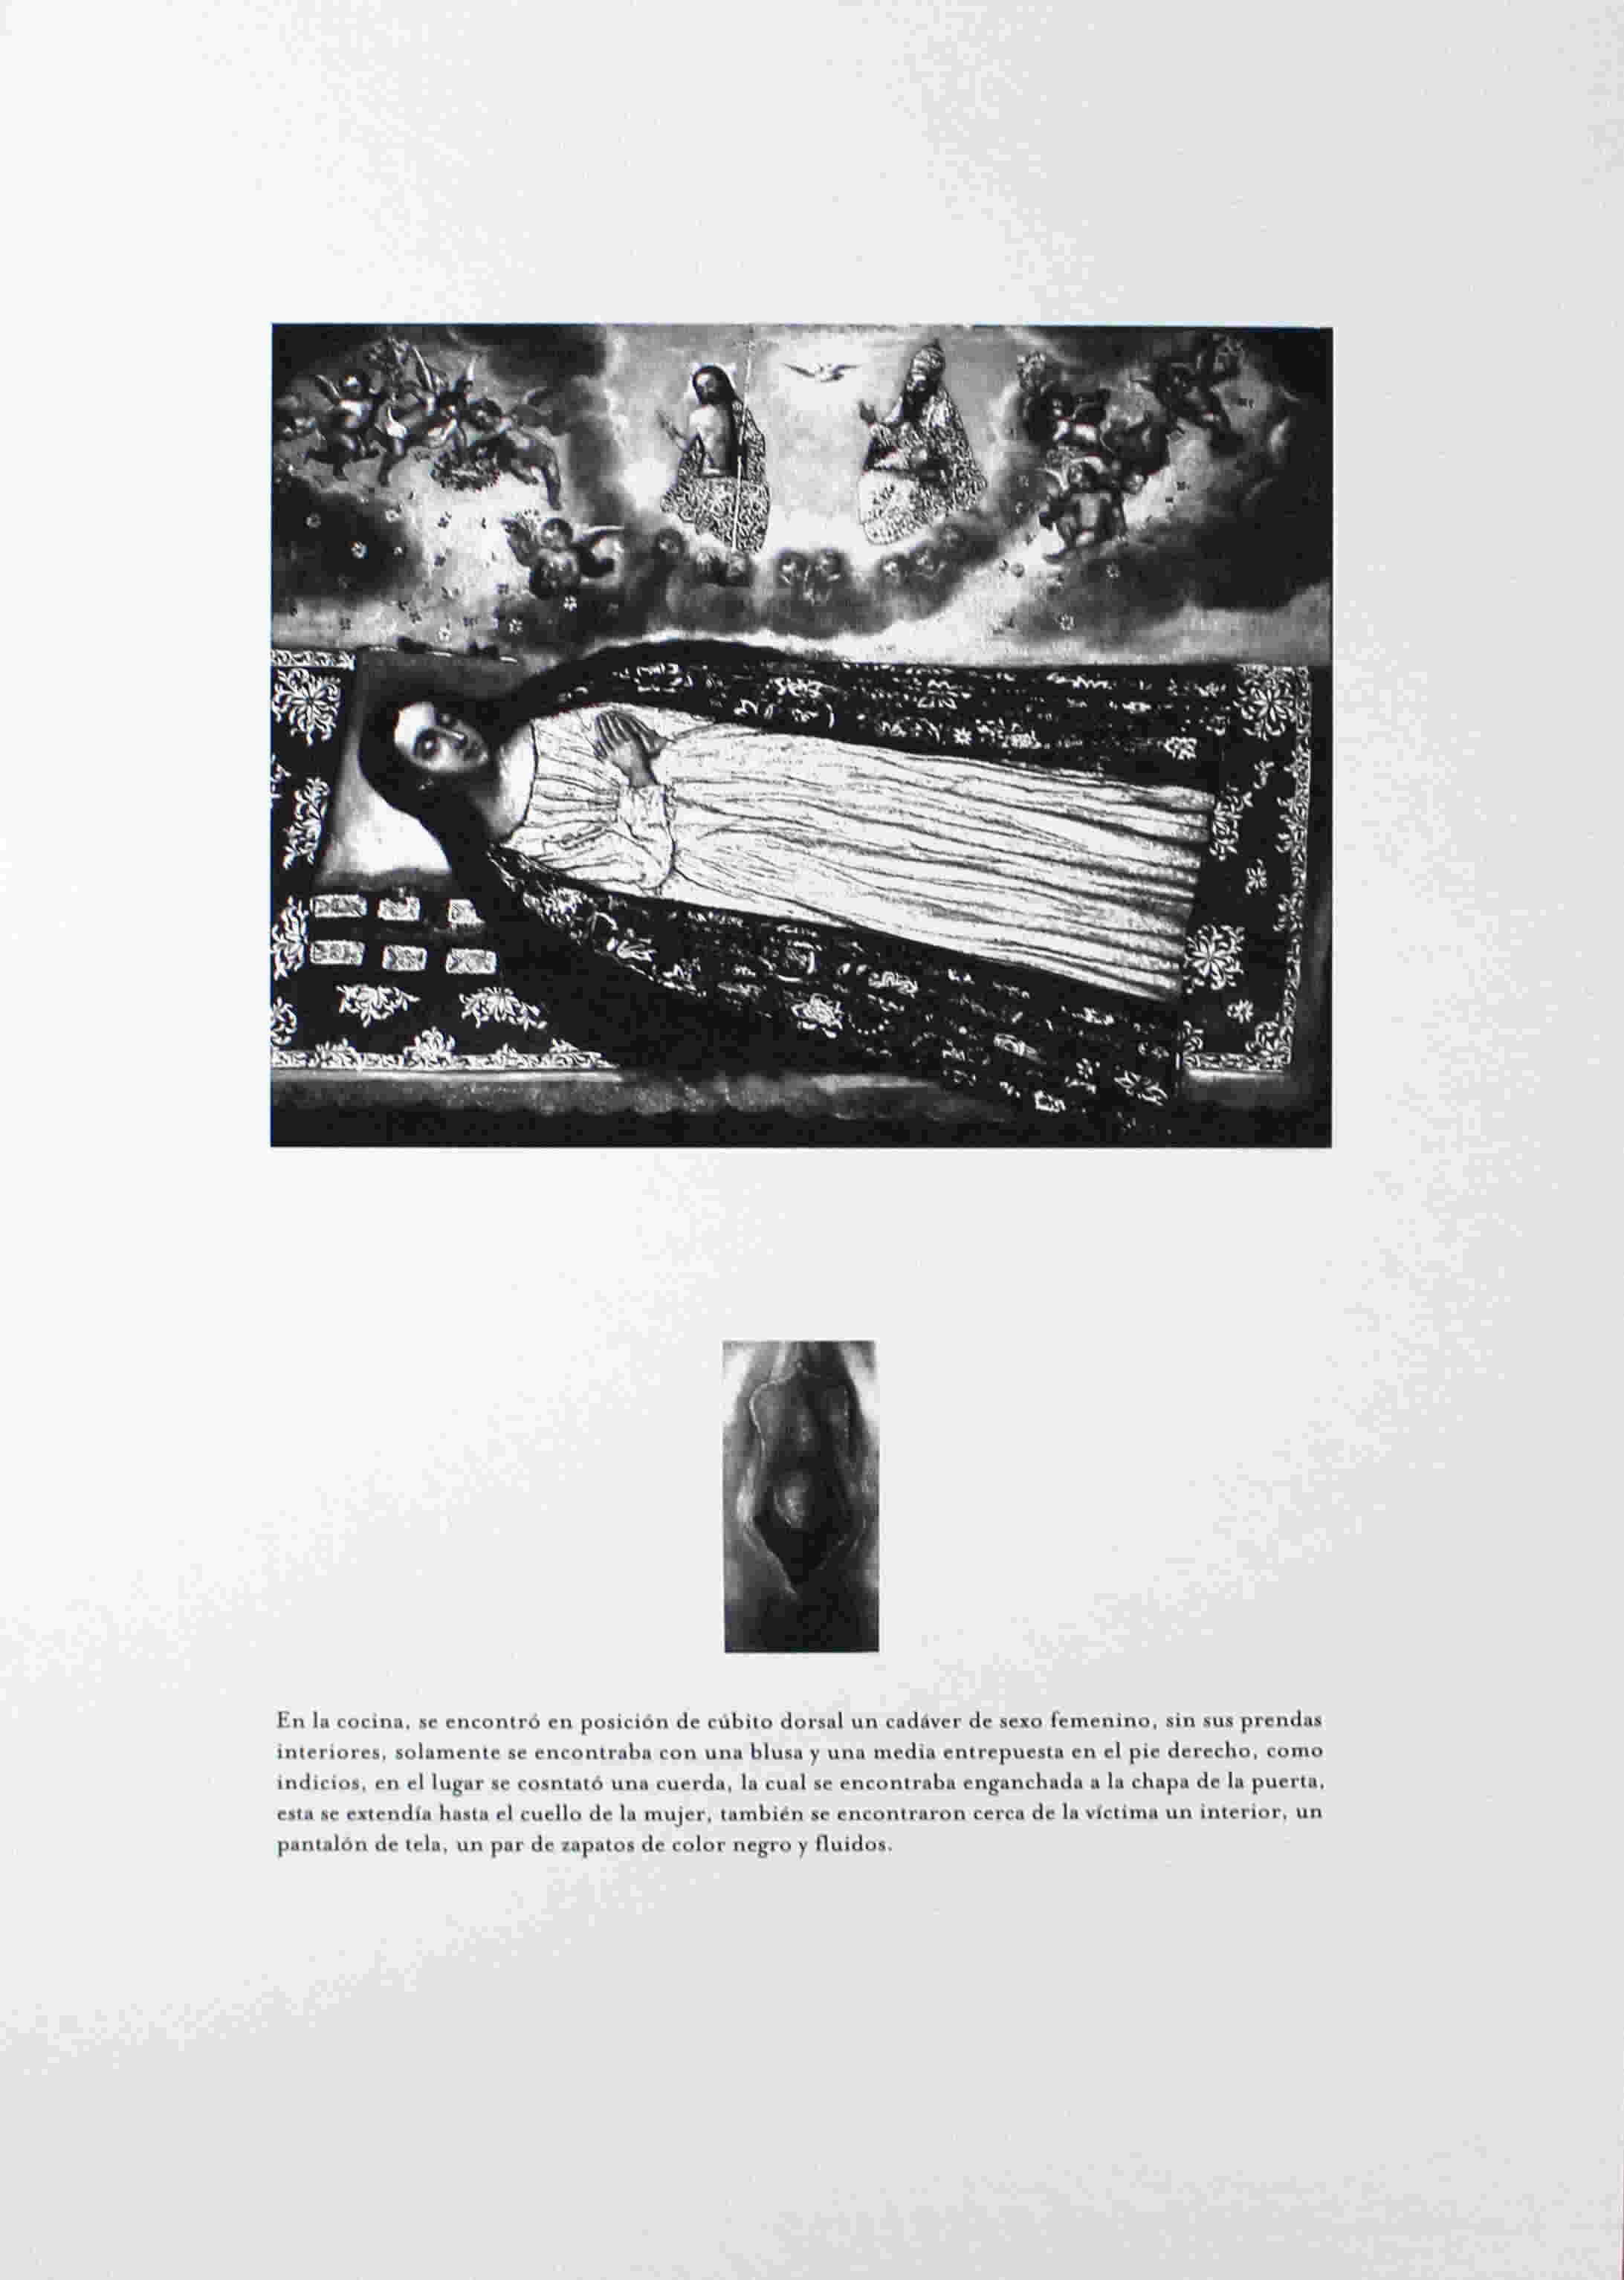 En la cocina, se encontró en posición de cúbito dorsal un cadáver de sexo femenino, sin sus prendas
interiores, solamente se encontraba con una blusa y una media entrepuesta en el pie derecho, como
indicios, en el lugar se cosntató una cuerda, la cual se encontraba enganchada a la chapa de la puerta,
esta se extendía hasta el cuello de la mujer, también se encontraron cerca de la víctima un interior, un
pantalón de tela, un par de zapatos de color negro y fluidos.